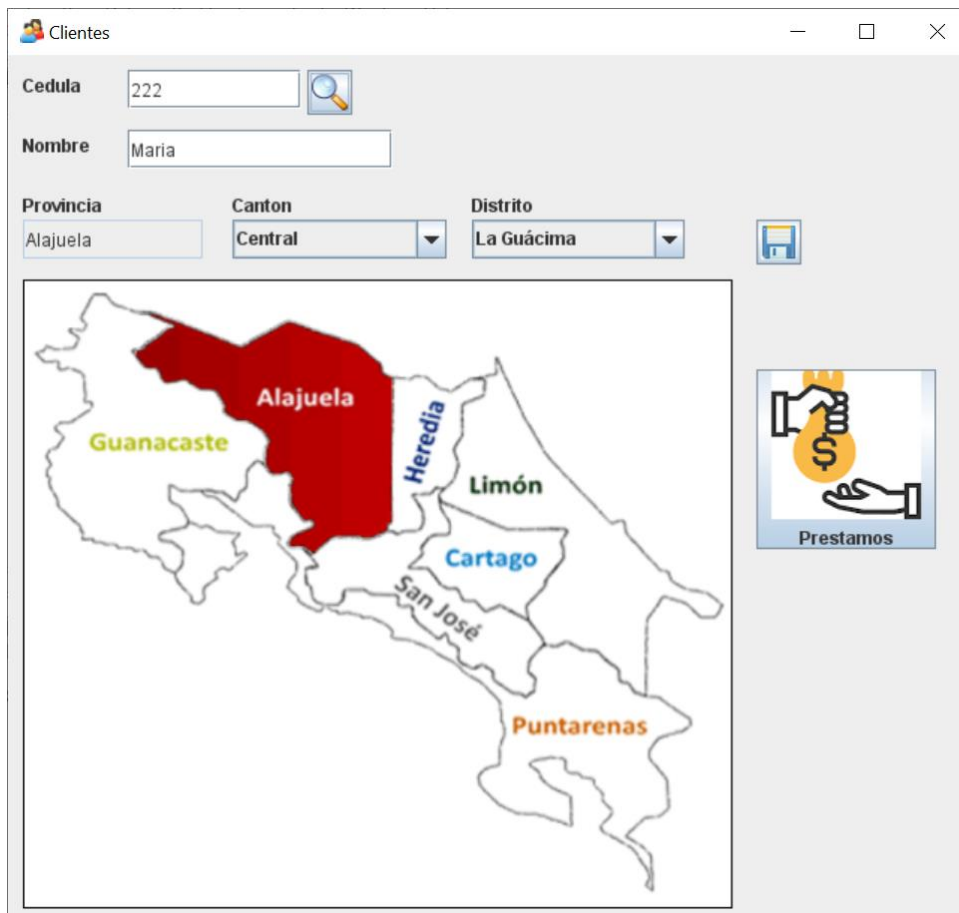 Clientes
Cedula 222
Nombre Maria
Provincia Canton Distrito
Alajuela Central La Guácima
Alajuela
Guanacaste
Heredia
Limón
$
Prestamos
Cartago
San José
Puntarenas